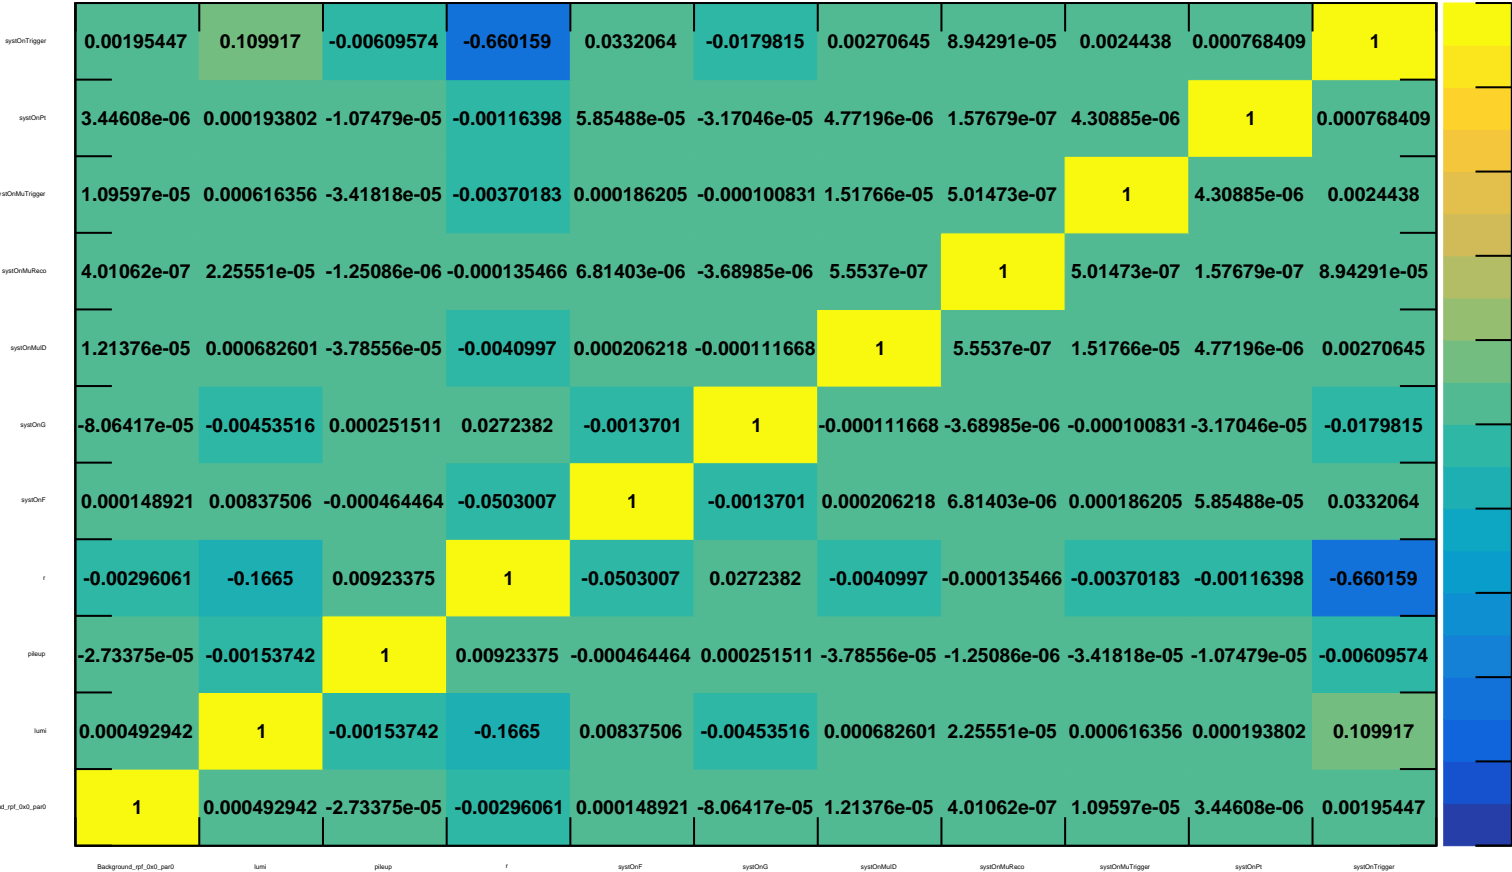 systOnTrigger 0.00195447 0.109917 -0.00609574 -0.660159 0.0332064 -0.0179815 0.00270645 8.94291e-05 0.0024438 0.000768409 1
systOnPt 3.44608e-06 0.000193802 -1.07479e-05 -0.00116398 5.85488e-05 -3.17046e-05 4.77196e-06 1.57679e-07 4.30885e-06 1 0.000768409
ystOnMuTrigger 1.09597e-05 0.000616356 -3.41818e-05 -0.00370183 0.000186205 -0.000100831 1.51766e-05 5.01473e-07 1 4.30885e-06 0.0024438
systOnMuReco 4.01062e-07 2.25551e-05 -1.25086e-06 -0.000135466 6.81403e-06 -3.68985e-06 5.5537e-07 1 5.01473e-07 1.57679e-07 8.94291e-05
systOnMuID 1.21376e-05 0.000682601 -3.78556e-05 -0.0040997 0.000206218 -0.000111668 1 5.5537e-07 1.51766e-05 4.77196e-06 0.00270645
systOnG -8.06417e-05 -0.00453516 0.000251511 0.0272382 -0.0013701 1 -0.000111668 -3.68985e-06 -0.000100831 -3.17046e-05 -0.0179815
systOnF 0.000148921 0.00837506 -0.000464464 -0.0503007 1 -0.0013701 0.000206218 6.81403e-06 0.000186205 5.85488e-05 0.0332064
r -0.00296061 -0.1665 0.00923375 1 -0.0503007 0.0272382 -0.0040997 -0.000135466 -0.00370183 -0.00116398 -0.660159
pileup -2.73375e-05 -0.00153742 1 0.00923375 -0.000464464 0.000251511 -3.78556e-05 -1.25086e-06 -3.41818e-05 -1.07479e-05 -0.00609574
lumi 0.000492942 1 -0.00153742 -0.1665 0.00837506 -0.00453516 0.000682601 2.25551e-05 0.000616356 0.000193802 0.109917
d_rpf_0x0_par0 1 0.000492942 -2.73375e-05 -0.00296061 0.000148921 -8.06417e-05 1.21376e-05 4.01062e-07 1.09597e-05 3.44608e-06 0.00195447
Background_rpf_0x0_par0 lumi pileup r systOnF systOnG systOnMuID systOnMuReco systOnMuTrigger systOnPt systOnTrigger